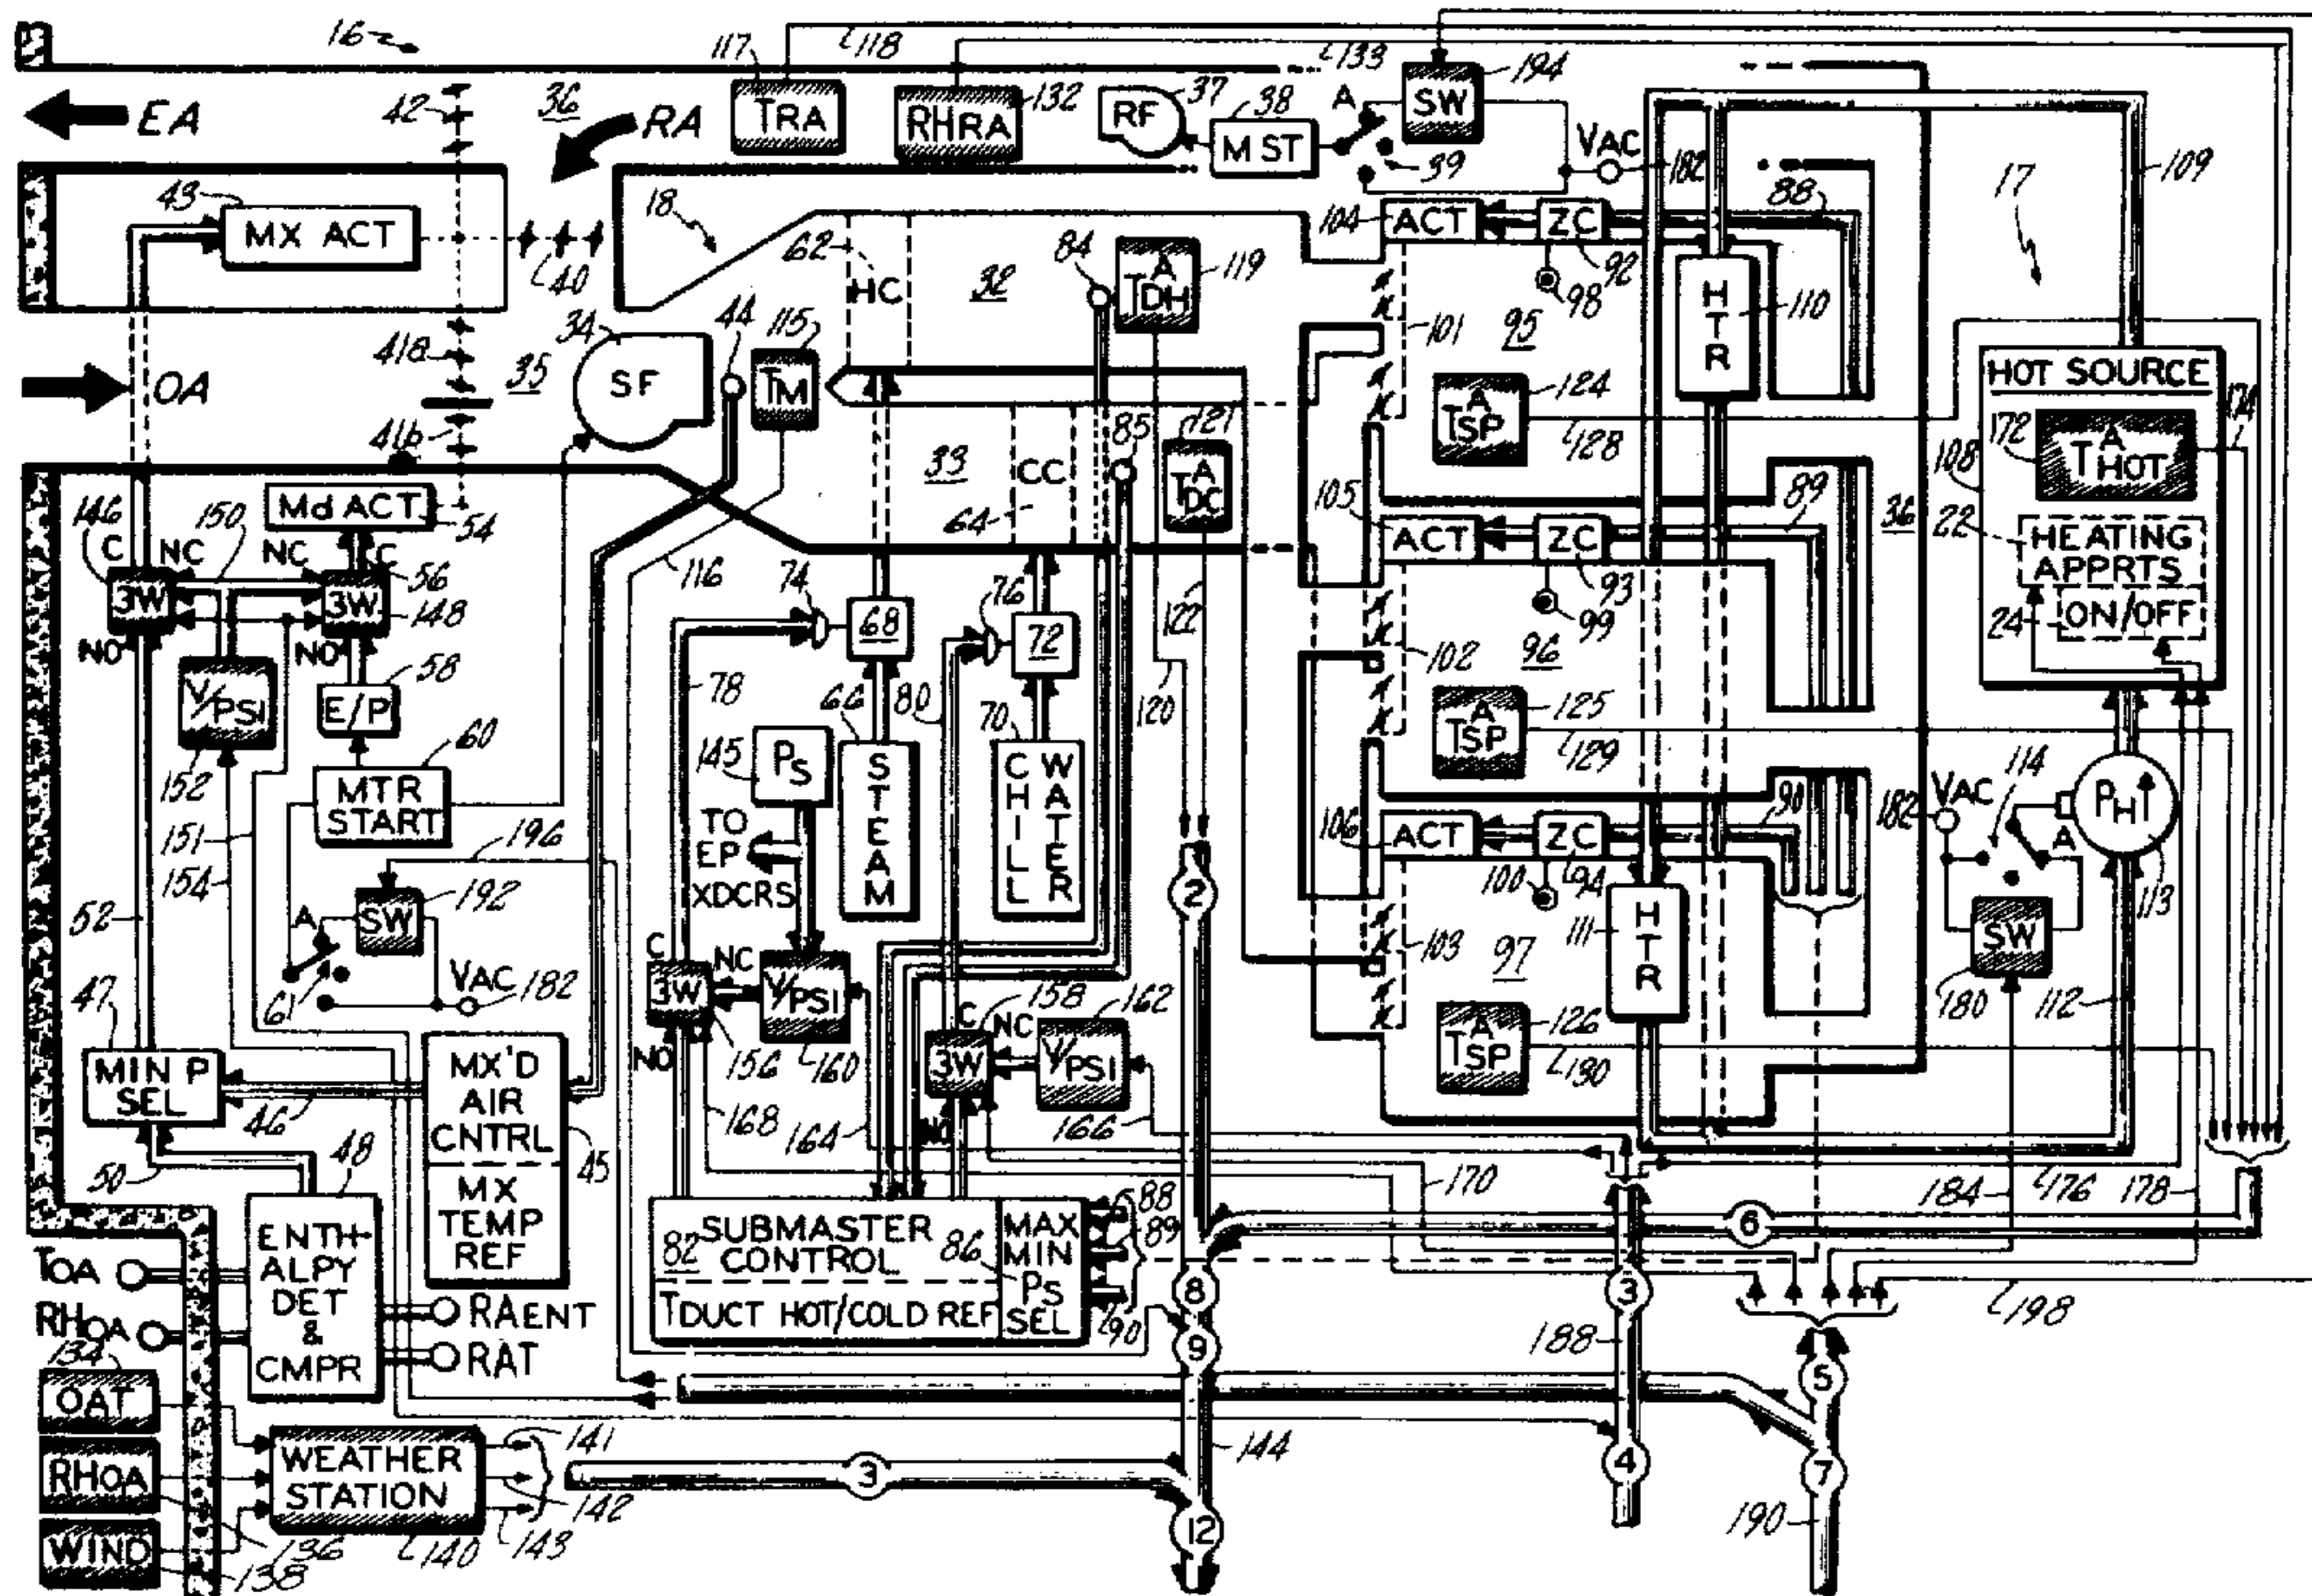 16
117
118
133
194
EA
42
36
RA
TRA
RHRA
132
37
RF
38
M ST
A
SW
39
VAC
182
109
17
43
MX ACT
40
18
62
HC
32
84
TADH
119
104
ACT
ZC
92
88
98
HTR
110
101
95
OA
41a
35
34
SF
44
115
TM
41b
33
CC
64
85
121
TADC
124
TASP
128
HOT SOURCE
172
TAHOT
174
108
22
HEATING
APPRTS
24
ON/OFF
146
150
Md ACT
54
C
NC
NC
C
56
3W
3W
148
NO
NO
116
74
68
76
72
122
120
105
ACT
ZC
93
89
99
36
102
96
V/PSI
152
E/P
58
60
MTR
START
78
66
80
70
145
PS
STEAM
CHILL
WATER
125
TASP
129
114
VAC
182
PH
A
113
151
154
196
TO
EP
XDCRS
106
ACT
ZC
94
90
100
111
HTR
2
52
192
SW
A
61
VAC
182
103
97
SW
180
112
47
MIN P
SEL
46
MX'D
AIR
CNTRL
MX
TEMP
REF
45
C
3W
NC
V/PSI
NO
156
160
C
158
NC
162
3W
V/PSI
NO
126
TASP
130
168
164
166
170
184
176
178
50
48
ENTH-
ALPY
DET
&
CMPR
TOA
RHOA
RAENT
RAT
82
SUBMASTER
CONTROL
TDUCT HOT/COLD REF
86
MAX
MIN
PS
SEL
88
89
90
6
8
3
198
9
188
5
134
OAT
RHOA
136
WIND
138
WEATHER
STATION
140
141
142
143
3
144
4
7
12
190